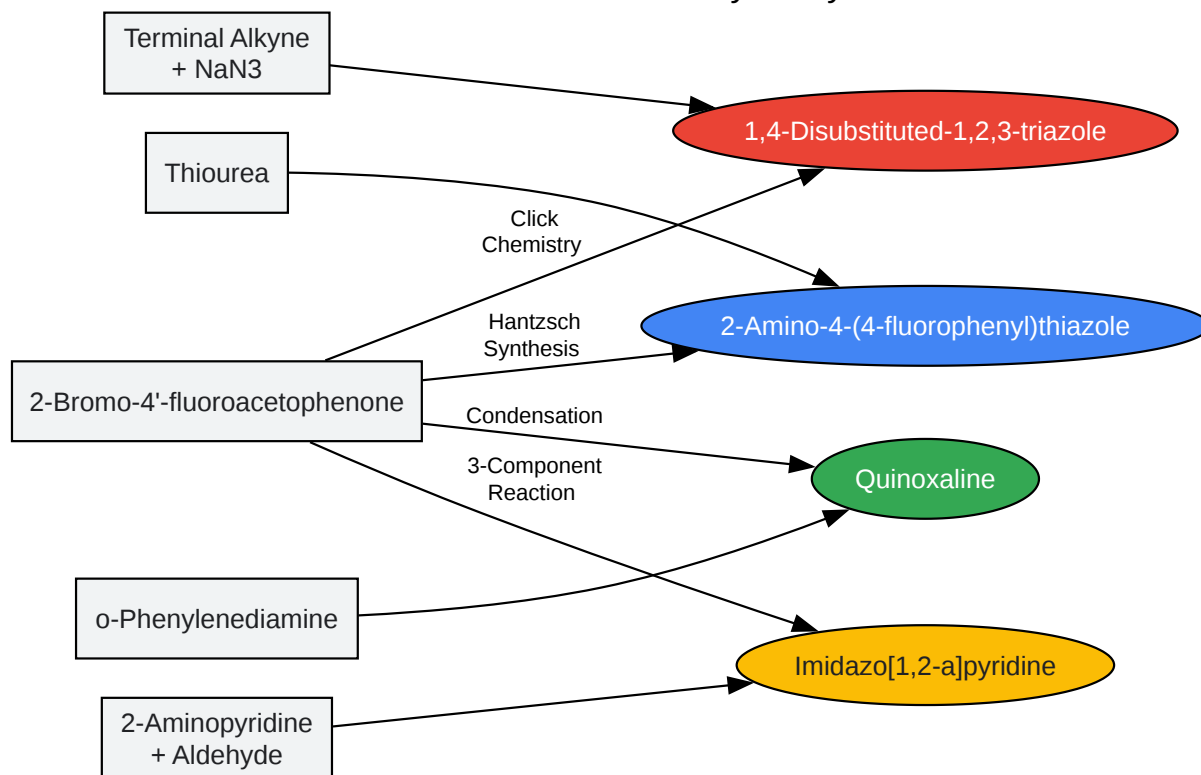 Terminal Alkyne
+ NaN3
1,4-Disubstituted-1,2,3-triazole
Thiourea
Click
Chemistry
2-Amino-4-(4-fluorophenyl)thiazole
Hantzsch
Synthesis
2-Bromo-4'-fluoroacetophenone
Condensation
3-Component
Reaction
Quinoxaline
o-Phenylenediamine
Imidazo[1,2-a]pyridine
2-Aminopyridine
+ Aldehyde